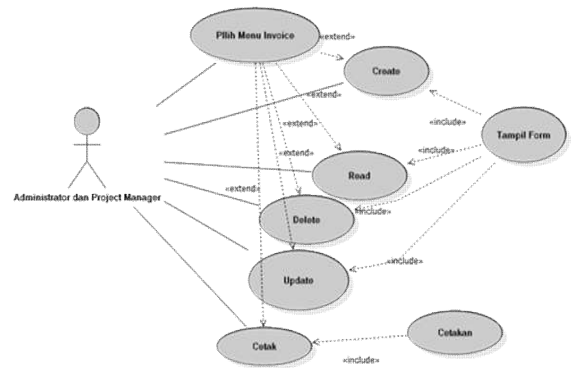 PIlih Menu Invoice
«extend»
Create
«extend»
«include»
«extend»
Tampil Form
«include»
«extend»
Read
Administrator dan Project Manager
«extend»
«include»
Delete
«include»
Update
Cetak
Cetakan
«include»